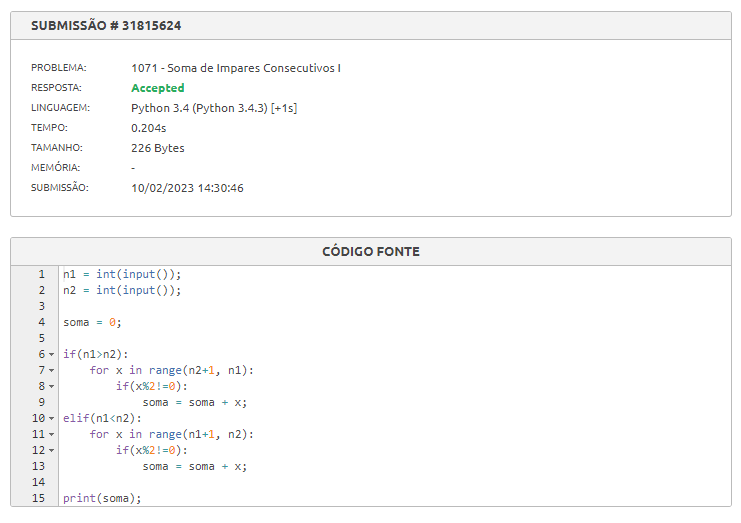 SUBMISSÃO # 31815624
PROBLEMA: 1071 - Soma de Impares Consecutivos I
RESPOSTA: Accepted
LINGUAGEM: Python 3.4 (Python 3.4.3) [+1s]
TEMPO: 0.204s
TAMANHO: 226 Bytes
MEMÓRIA: -
SUBMISSÃO: 10/02/2023 14:30:46
CÓDIGO FONTE
1 n1 = int(input());
2 n2 = int(input());
3
4 soma = 0;
5
6 if(n1>n2):
7     for x in range(n2+1, n1):
8         if(x%2!=0):
9             soma = soma + x;
10 elif(n1<n2):
11     for x in range(n1+1, n2):
12         if(x%2!=0):
13             soma = soma + x;
14
15 print(soma);